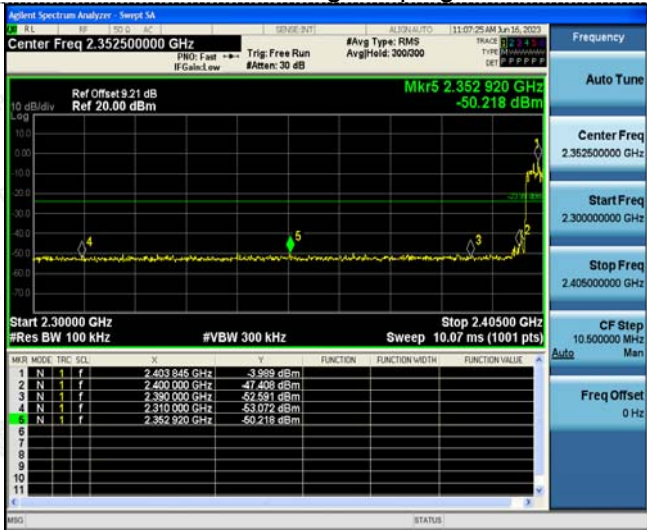 Agilent Spectrum Analyzer - Swept SA
RL RF 50 Ω AC SENSE:INT ALIGNAUTO 11:07:25 AM Jun 16, 2023
Center Freq 2.352500000 GHz
PNO: Fast
IFGain:Low
Trig: Free Run
#Atten: 30 dB
#Avg Type: RMS
Avg|Hold: 300/300
TRACE 1 2 3 4 5 6
TYPE
DET P P P P P P
Ref Offset 9.21 dB
Ref 20.00 dBm
10 dB/div
Log
Mkr5 2.352 920 GHz
-50.218 dBm
10.0
0.00
-10.0
-20.0
-30.0
-40.0
-50.0
-60.0
-70.0
1
2
3
4
5
Start 2.30000 GHz Stop 2.40500 GHz
#Res BW 100 kHz #VBW 300 kHz Sweep 10.07 ms (1001 pts)
MKR MODE TRC SCL X Y FUNCTION FUNCTION WIDTH FUNCTION VALUE
1 N 1 f 2.403 845 GHz -3.989 dBm
2 N 1 f 2.400 000 GHz -47.408 dBm
3 N 1 f 2.390 000 GHz -52.591 dBm
4 N 1 f 2.310 000 GHz -53.072 dBm
5 N 1 f 2.352 920 GHz -50.218 dBm
6
7
8
9
10
11
MSG STATUS
Frequency
Auto Tune
Center Freq
2.352500000 GHz
Start Freq
2.300000000 GHz
Stop Freq
2.405000000 GHz
CF Step
10.500000 MHz
Auto Man
Freq Offset
0 Hz